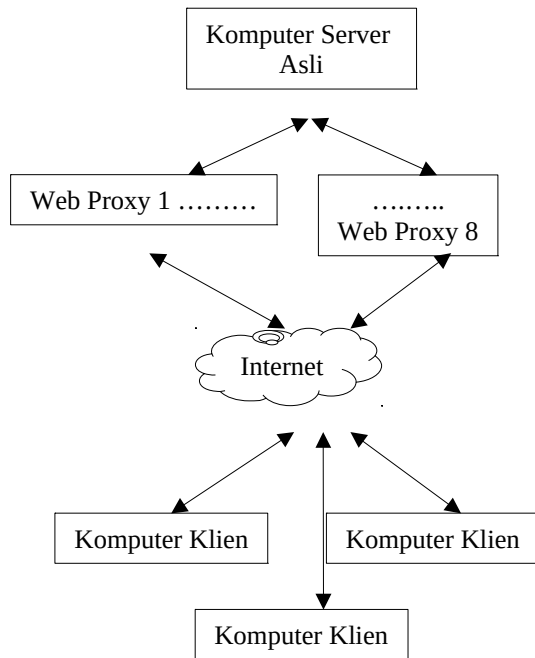 Komputer Server
Asli
Web Proxy 1 ………
…..…..
Web Proxy 8
Internet
Komputer Klien
Komputer Klien
Komputer Klien